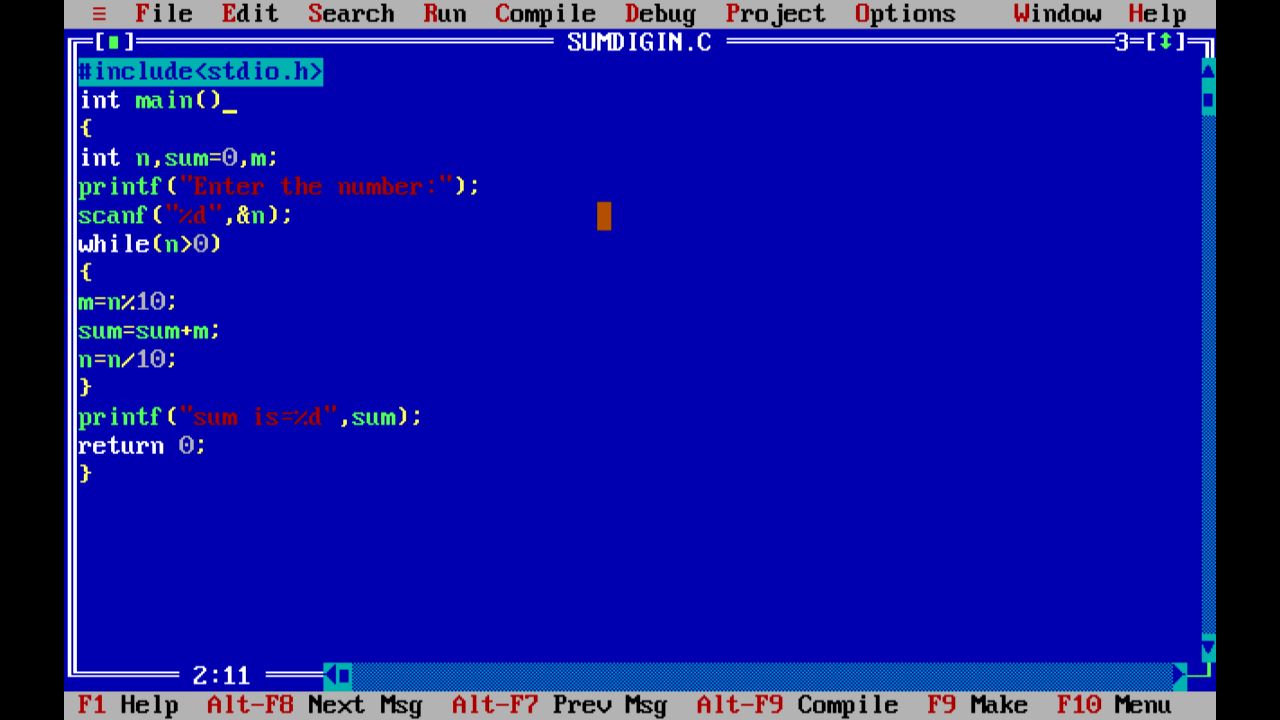 ≡ File Edit Search Run Compile Debug Project Options Window Help
[■] SUMDIGIN.C 3=[↕]
#include<stdio.h>
int main()_
{
int n,sum=0,m;
printf("Enter the number:");
scanf("%d",&n);
while(n>0)
{
m=n%10;
sum=sum+m;
n=n/10;
}
printf("sum is=%d",sum);
return 0;
}
2:11
F1 Help Alt-F8 Next Msg Alt-F7 Prev Msg Alt-F9 Compile F9 Make F10 Menu